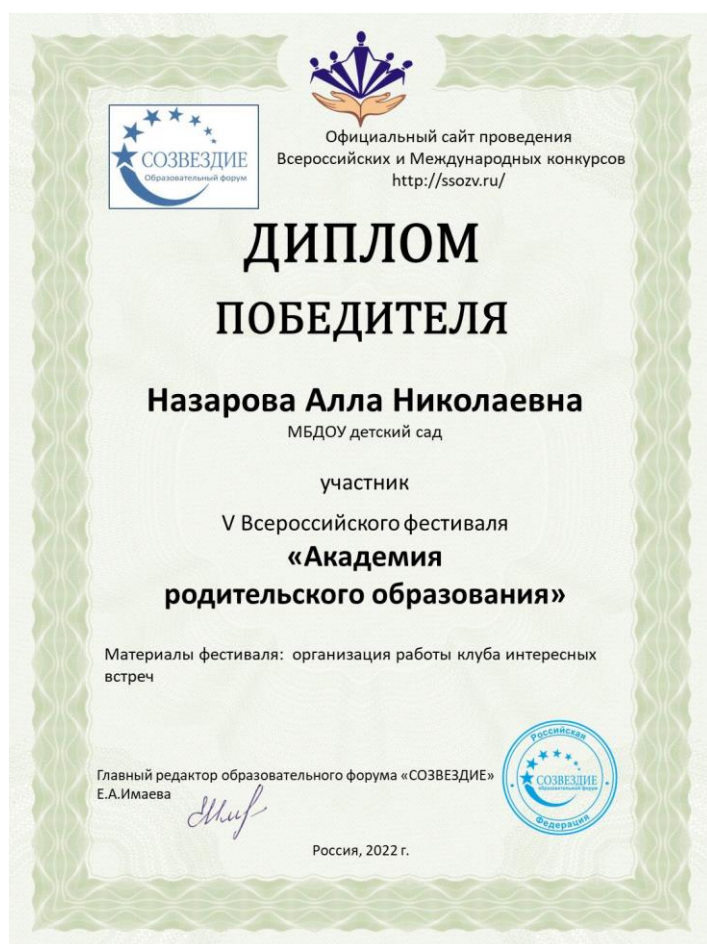 СОЗВЕЗДИЕ
Образовательный форум
Официальный сайт проведения
Всероссийских и Международных конкурсов
http://ssozv.ru/
ДИПЛОМ
ПОБЕДИТЕЛЯ
Назарова Алла Николаевна
МБДОУ детский сад
участник
V Всероссийского фестиваля
«Академия
родительского образования»
Материалы фестиваля: организация работы клуба интересных
встреч
Главный редактор образовательного форума «СОЗВЕЗДИЕ»
Е.А.Имаева
Российская
СОЗВЕЗДИЕ
образовательный форум
Федерация
Россия, 2022 г.